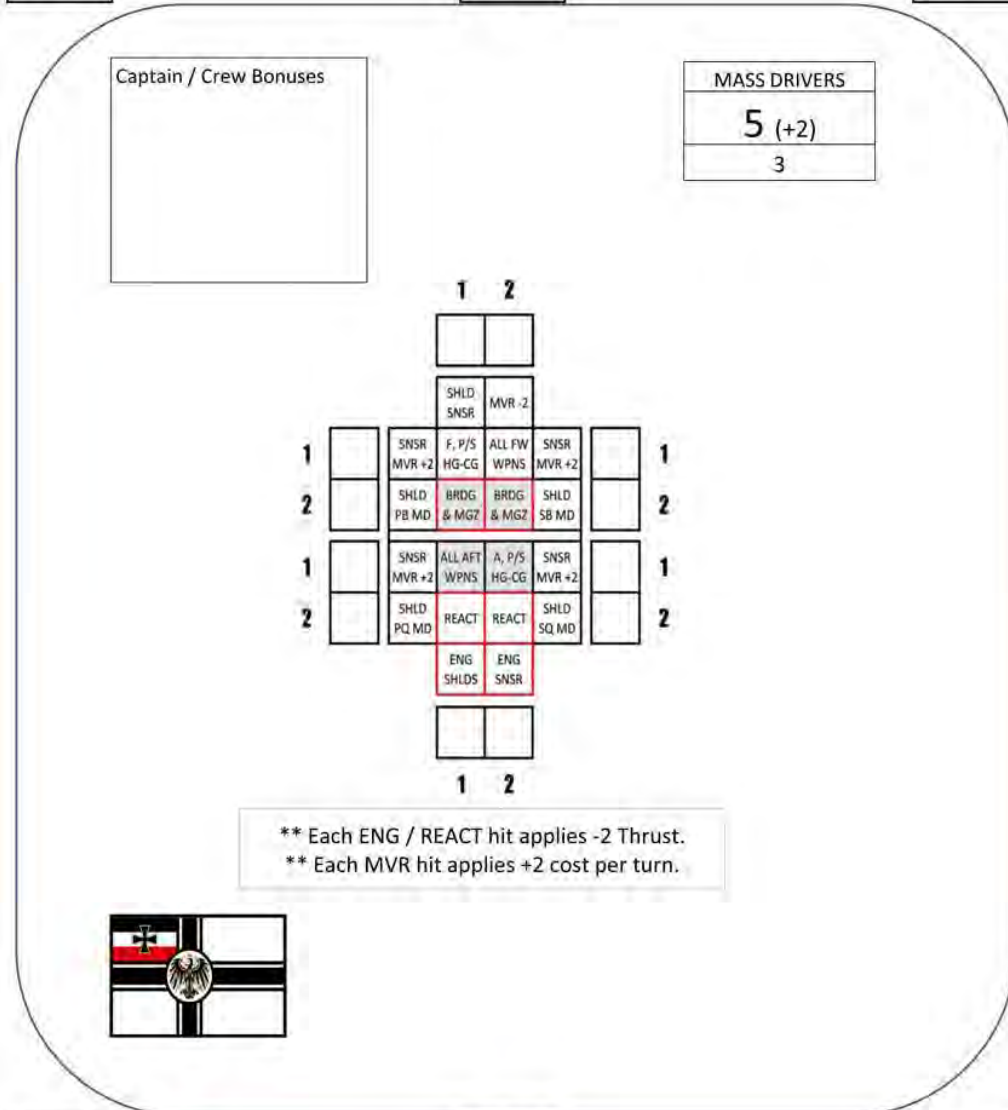 Captain / Crew Bonuses
MASS DRIVERS
5 (+2)
3
1 2
SHLD MVR -2
SNSR
1 SNSR F, P/S ALL FW SNSR 1
MVR +2 HG-CG WPNS MVR +2
2 SHLD BRDG BRDG SHLD 2
PB MD & MGZ & MGZ SB MD
1 SNSR ALL AFT A, P/S SNSR 1
MVR +2 WPNS HG-CG MVR +2
2 SHLD REACT REACT SHLD 2
PQ MD SQ MD
ENG ENG
SHLDS SNSR
1 2
** Each ENG / REACT hit applies -2 Thrust.
** Each MVR hit applies +2 cost per turn.